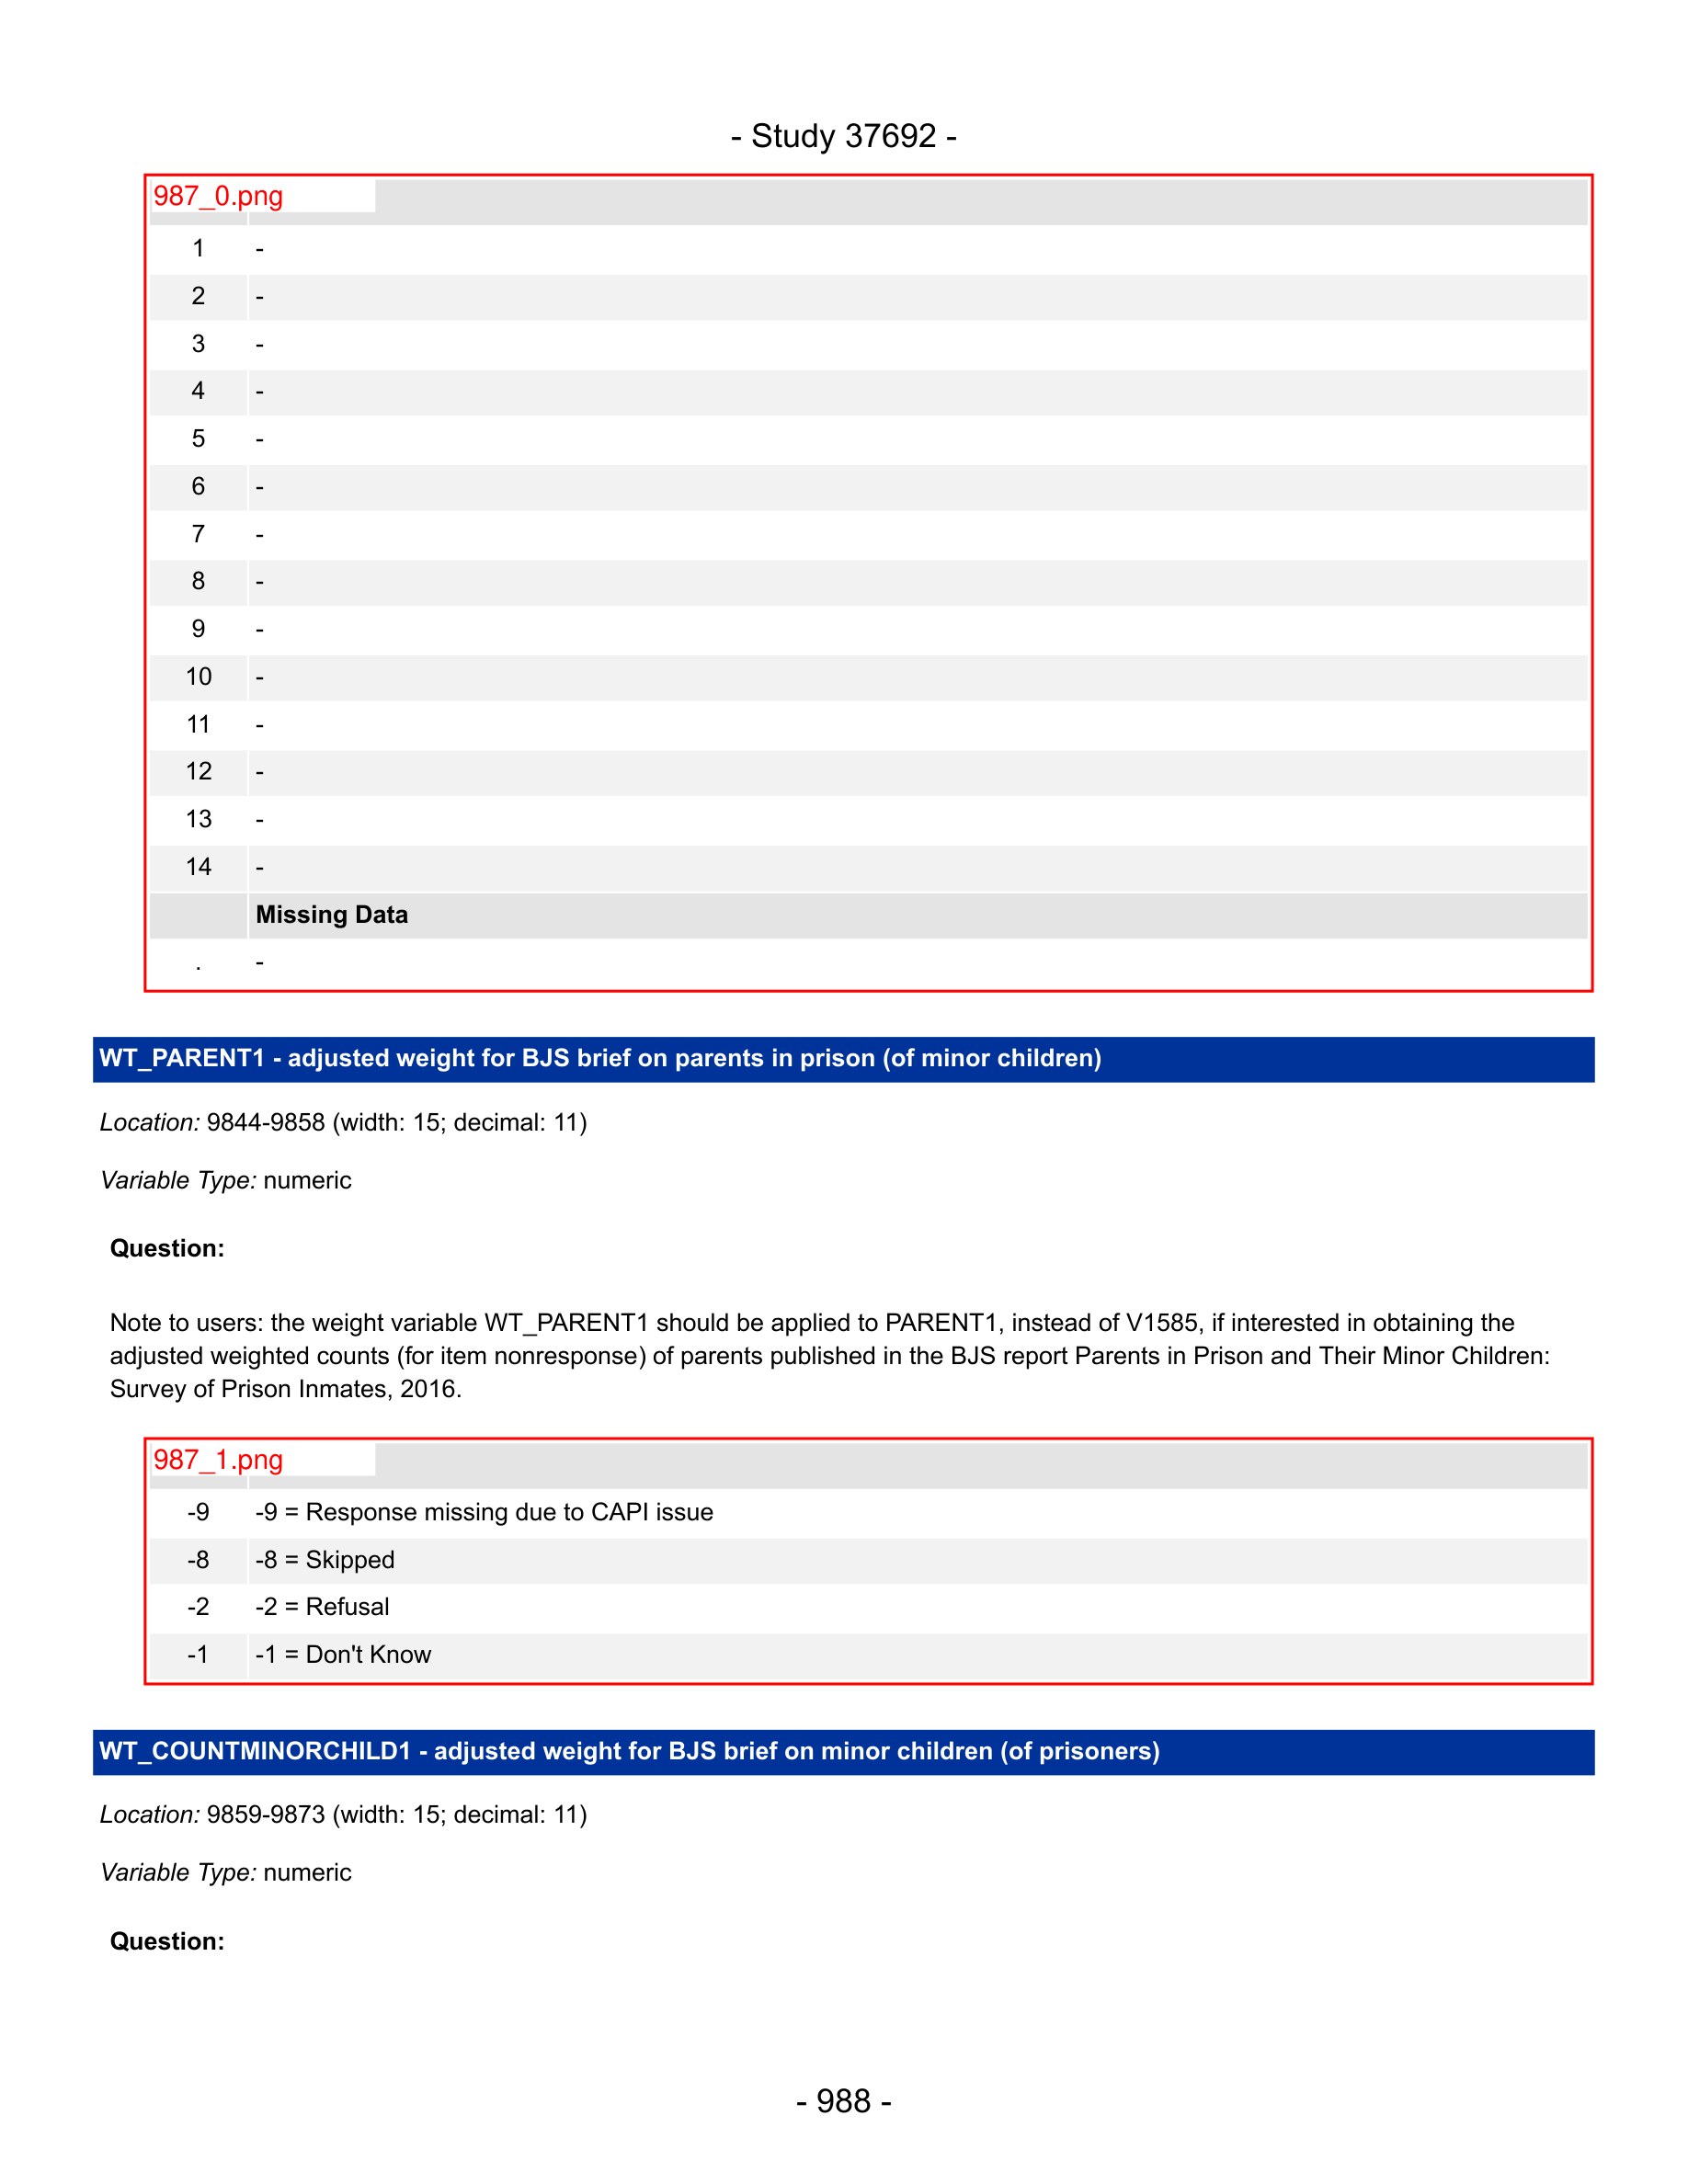 - Study 37692 -
987_0.png
1 -
2 -
3 -
4 -
5 -
6 -
7 -
8 -
9 -
10 -
11 -
12 -
13 -
14 -
Missing Data
. -
WT_PARENT1 - adjusted weight for BJS brief on parents in prison (of minor children)
Location: 9844-9858 (width: 15; decimal: 11)
Variable Type: numeric
Question:
Note to users: the weight variable WT_PARENT1 should be applied to PARENT1, instead of V1585, if interested in obtaining the
adjusted weighted counts (for item nonresponse) of parents published in the BJS report Parents in Prison and Their Minor Children:
Survey of Prison Inmates, 2016.
987_1.png
-9 -9 = Response missing due to CAPI issue
-8 -8 = Skipped
-2 -2 = Refusal
-1 -1 = Don't Know
WT_COUNTMINORCHILD1 - adjusted weight for BJS brief on minor children (of prisoners)
Location: 9859-9873 (width: 15; decimal: 11)
Variable Type: numeric
Question:
- 988 -